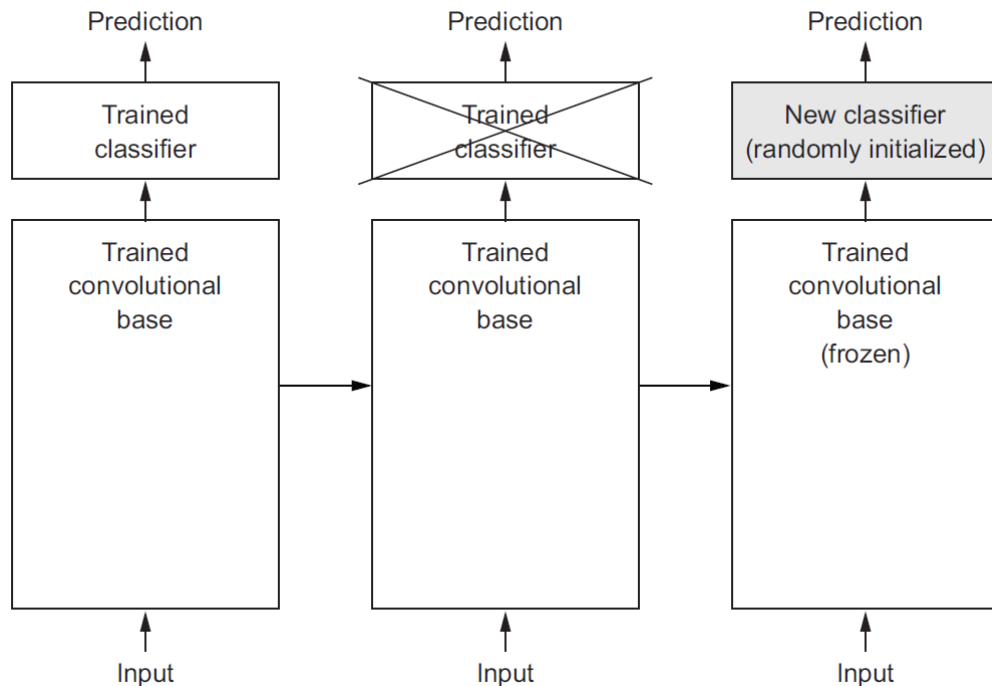 Prediction
Prediction
Prediction
Trained
classifier
Trained
classifier
New classifier
(randomly initialized)
Trained
convolutional
base
Trained
convolutional
base
Trained
convolutional
base
(frozen)
Input
Input
Input